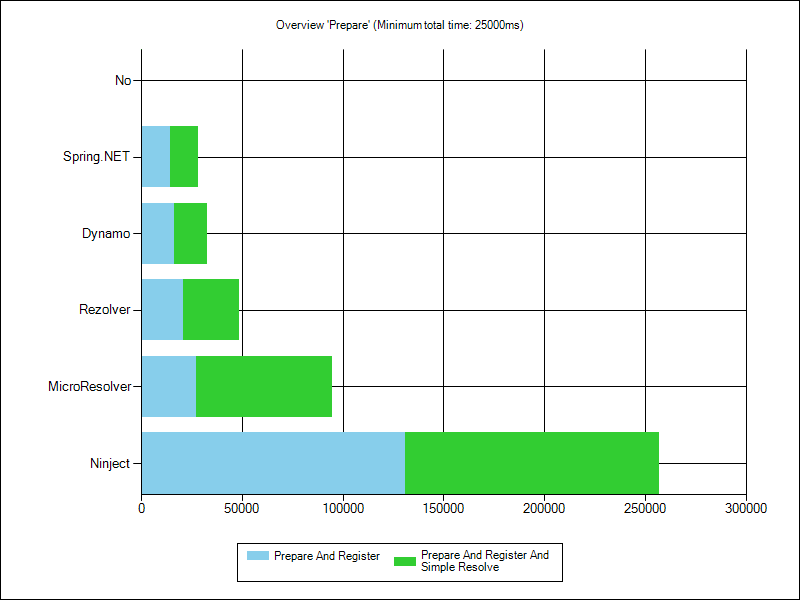 Overview 'Prepare' (Minimum total time: 25000ms)
No
Spring.NET
Dynamo
Rezolver
MicroResolver
Ninject
0 50000 100000 150000 200000 250000 300000
Prepare And Register
Prepare And Register And
Simple Resolve